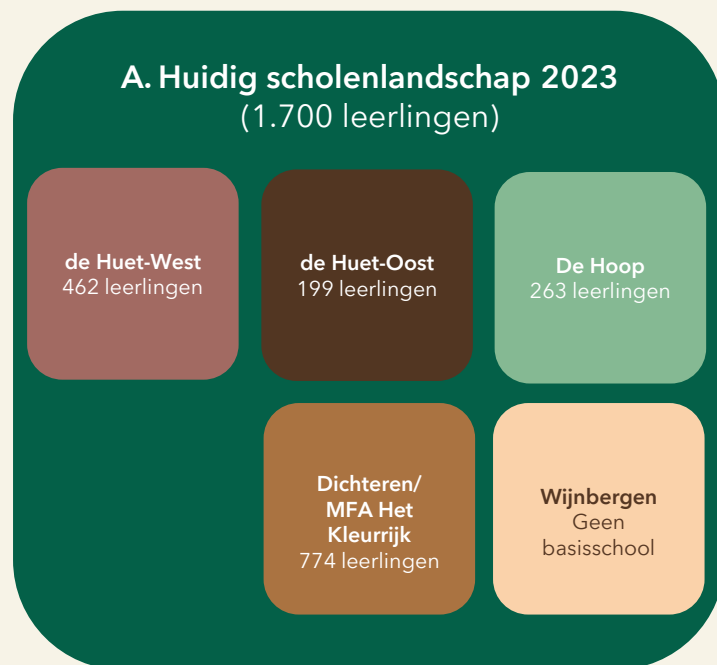 A. Huidig scholenlandschap 2023
(1.700 leerlingen)
de Huet-West
462 leerlingen
de Huet-Oost
199 leerlingen
De Hoop
263 leerlingen
Dichteren/
MFA Het
Kleurrijk
774 leerlingen
Wijnbergen
Geen
basisschool